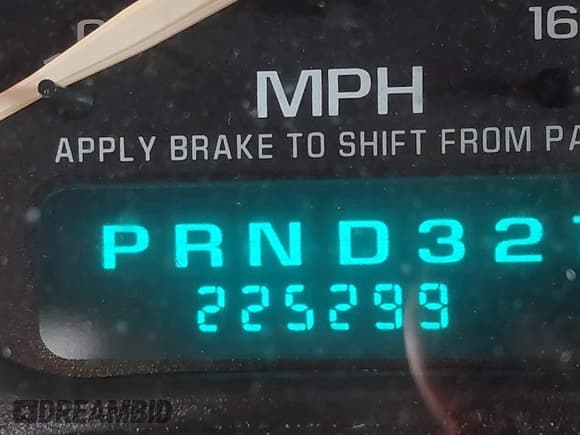 16
MPH
APPLY BRAKE TO SHIFT FROM PA
PRND32
225299
DREAMBID